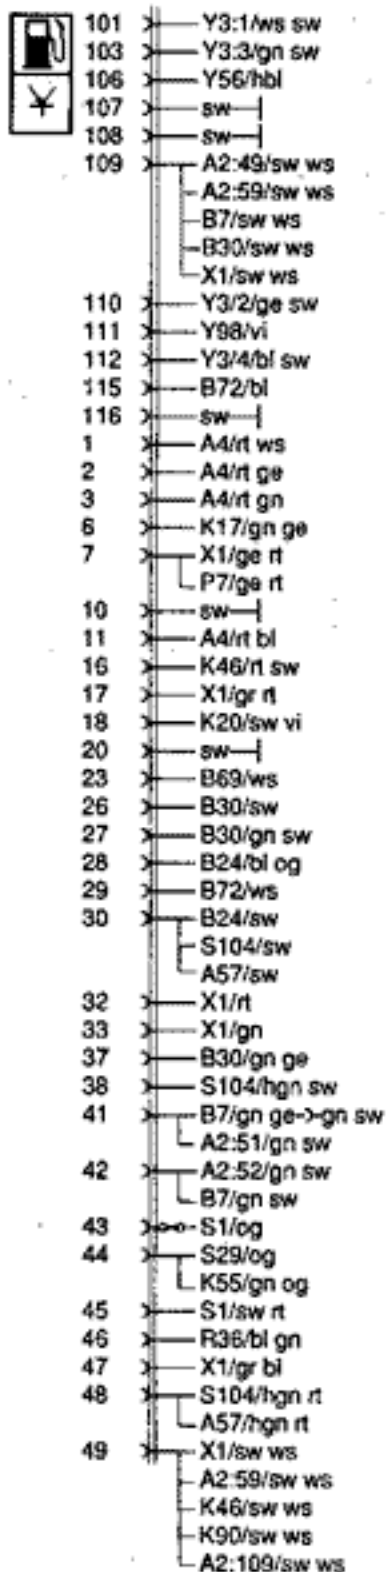 101 Y3:1/ws sw
103 Y3:3/gn sw
106 Y56/hbl
107 sw
108 sw
109 A2:49/sw ws
A2:59/sw ws
B7/sw ws
B30/sw ws
X1/sw ws
110 Y3/2/ge sw
111 Y98/vi
112 Y3/4/bl sw
115 B72/bl
116 sw
1 A4/rt ws
2 A4/rt ge
3 A4/rt gn
6 K17/gn ge
7 X1/ge rt
P7/ge rt
10 sw
11 A4/rt bl
16 K46/rt sw
17 X1/gr rt
18 K20/sw vi
20 sw
23 B69/ws
26 B30/sw
27 B30/gn sw
28 B24/bl og
29 B72/ws
30 B24/sw
S104/sw
A57/sw
32 X1/rt
33 X1/gn
37 B30/gn ge
38 S104/hgn sw
41 B7/gn ge->-gn sw
A2:51/gn sw
42 A2:52/gn sw
B7/gn sw
43 S1/og
44 S29/og
K55/gn og
45 S1/sw rt
46 R36/bl gn
47 X1/gr bl
48 S104/hgn rt
A57/hgn rt
49 X1/sw ws
A2:59/sw ws
K46/sw ws
K90/sw ws
A2:109/sw ws